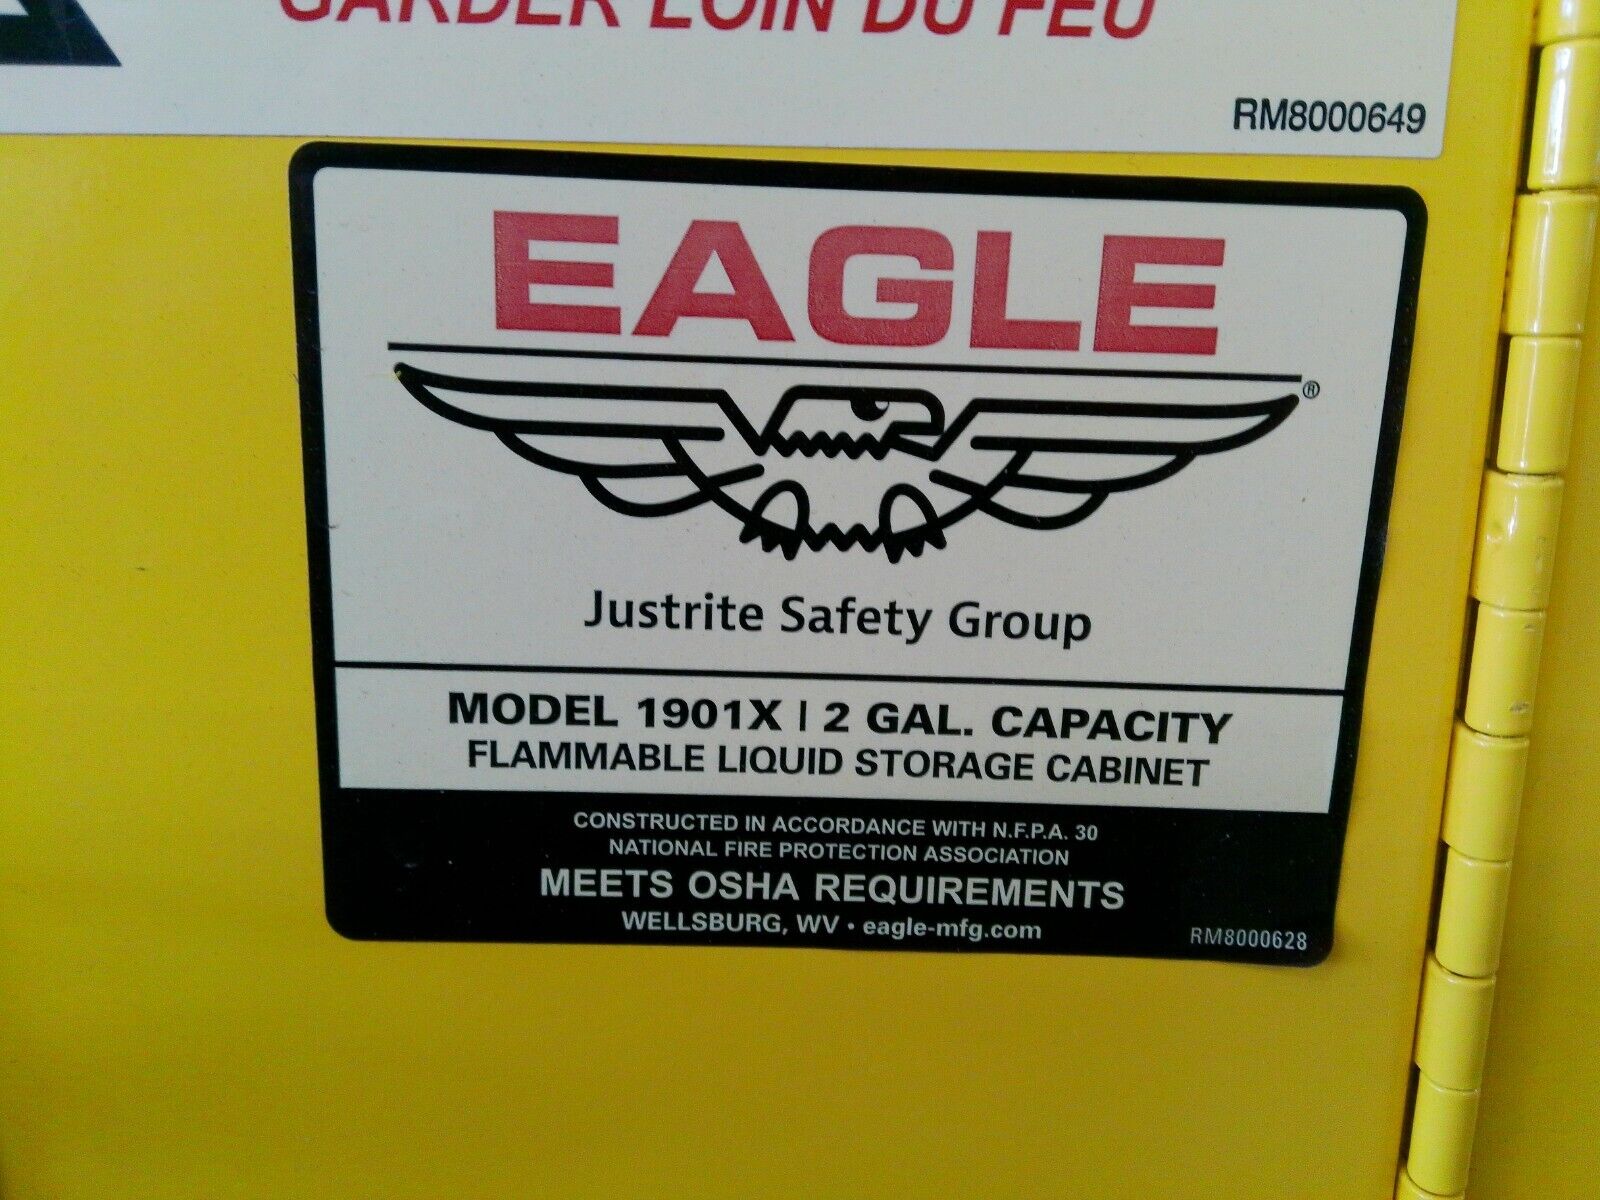 GARDER LOIN DU FEU
RM8000649
EAGLE
®
Justrite Safety Group
MODEL 1901X | 2 GAL. CAPACITY
FLAMMABLE LIQUID STORAGE CABINET
CONSTRUCTED IN ACCORDANCE WITH N.F.P.A. 30
NATIONAL FIRE PROTECTION ASSOCIATION
MEETS OSHA REQUIREMENTS
WELLSBURG, WV • eagle-mfg.com
RM8000628